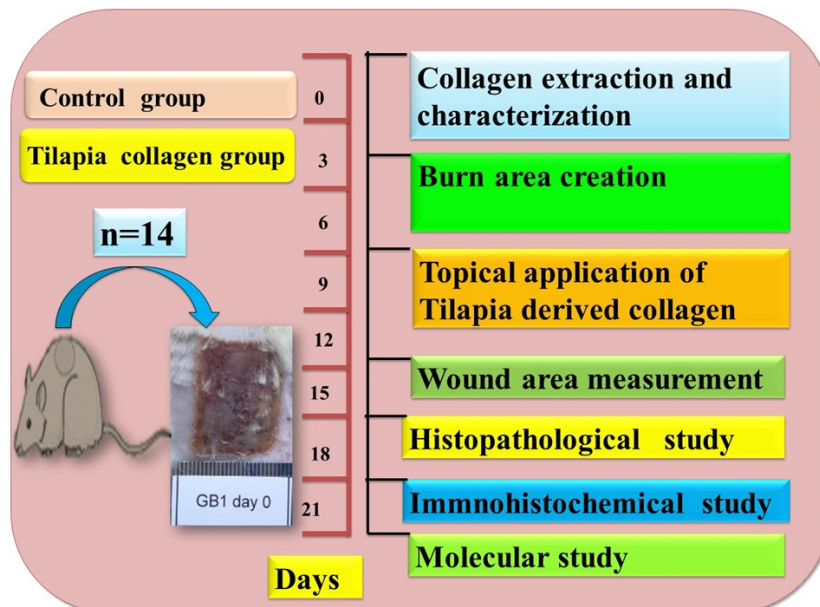 Control group
Tilapia collagen group
n=14
GB1 day 0
0
3
6
9
12
15
18
21
Days
Collagen extraction and
characterization
Burn area creation
Topical application of
Tilapia derived collagen
Wound area measurement
Histopathological study
Immnohistochemical study
Molecular study